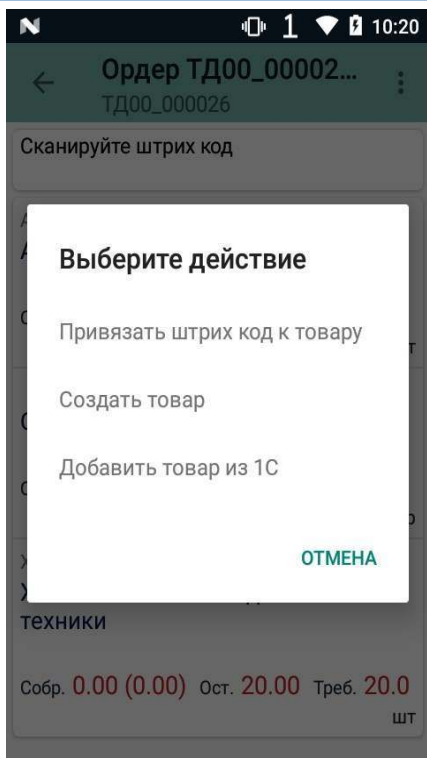 10:20
Ордер ТД00_00002...
ТД00_000026
Сканируйте штрих код
Выберите действие
Привязать штрих код к товару
Создать товар
Добавить товар из 1С
ОТМЕНА
техники
Собр. 0.00 (0.00) Ост. 20.00 Треб. 20.0
шт